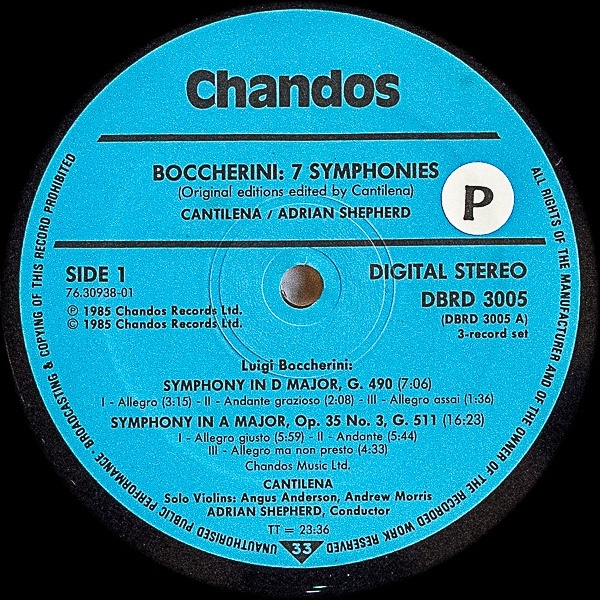 Chandos
BOCCHERINI: 7 SYMPHONIES
(Original editions edited by Cantilena)
CANTILENA / ADRIAN SHEPHERD
P
SIDE 1
76.30938-01
℗ 1985 Chandos Records Ltd.
© 1985 Chandos Records Ltd.
DIGITAL STEREO
DBRD 3005
(DBRD 3005 A)
3-record set
Luigi Boccherini:
SYMPHONY IN D MAJOR, G. 490 (7:06)
I - Allegro (3:15) - II - Andante grazioso (2:08) - III - Allegro assai (1:36)
SYMPHONY IN A MAJOR, Op. 35 No. 3, G. 511 (16:23)
I - Allegro giusto (5:59) - II - Andante (5:44)
III - Allegro ma non presto (4:33)
Chandos Music Ltd.
CANTILENA
Solo Violins: Angus Anderson, Andrew Morris
ADRIAN SHEPHERD, Conductor
TT = 23:36
33
ALL RIGHTS OF THE MANUFACTURER AND OF THE OWNER OF THE RECORDED WORK RESERVED
UNAUTHORISED PUBLIC PERFORMANCE · BROADCASTING & COPYING OF THIS RECORD PROHIBITED